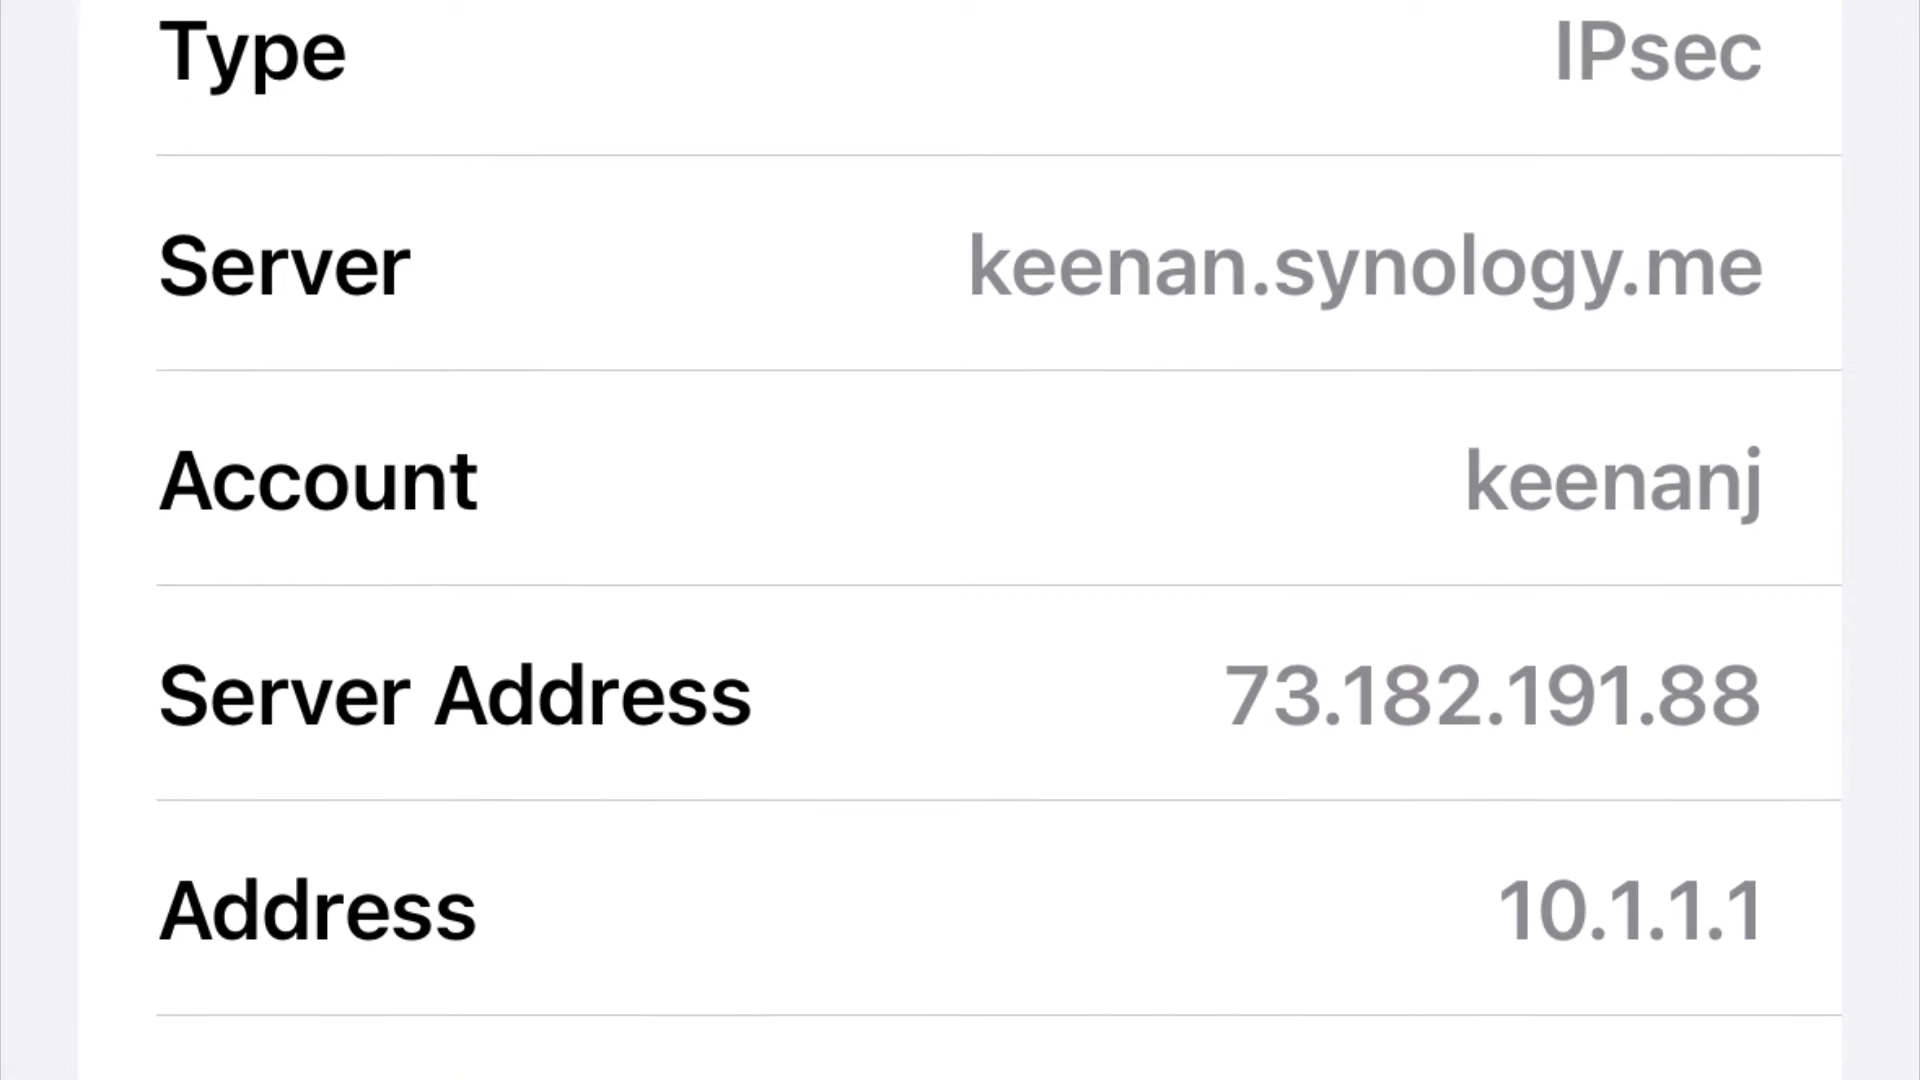 Type IPsec
Server keenan.synology.me
Account keenanj
Server Address 73.182.191.88
Address 10.1.1.1